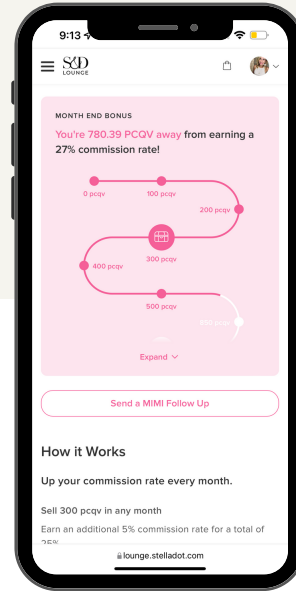 9:13
S&D
LOUNGE
MONTH END BONUS
You're 780.39 PCQV away from earning a
27% commission rate!
0 pcqv
100 pcqv
200 pcqv
300 pcqv
400 pcqv
500 pcqv
Expand
Send a MIMI Follow Up
How it Works
Up your commission rate every month.
Sell 300 pcqv in any month
Earn an additional 5% commission rate for a total of
25%
lounge.stelladot.com